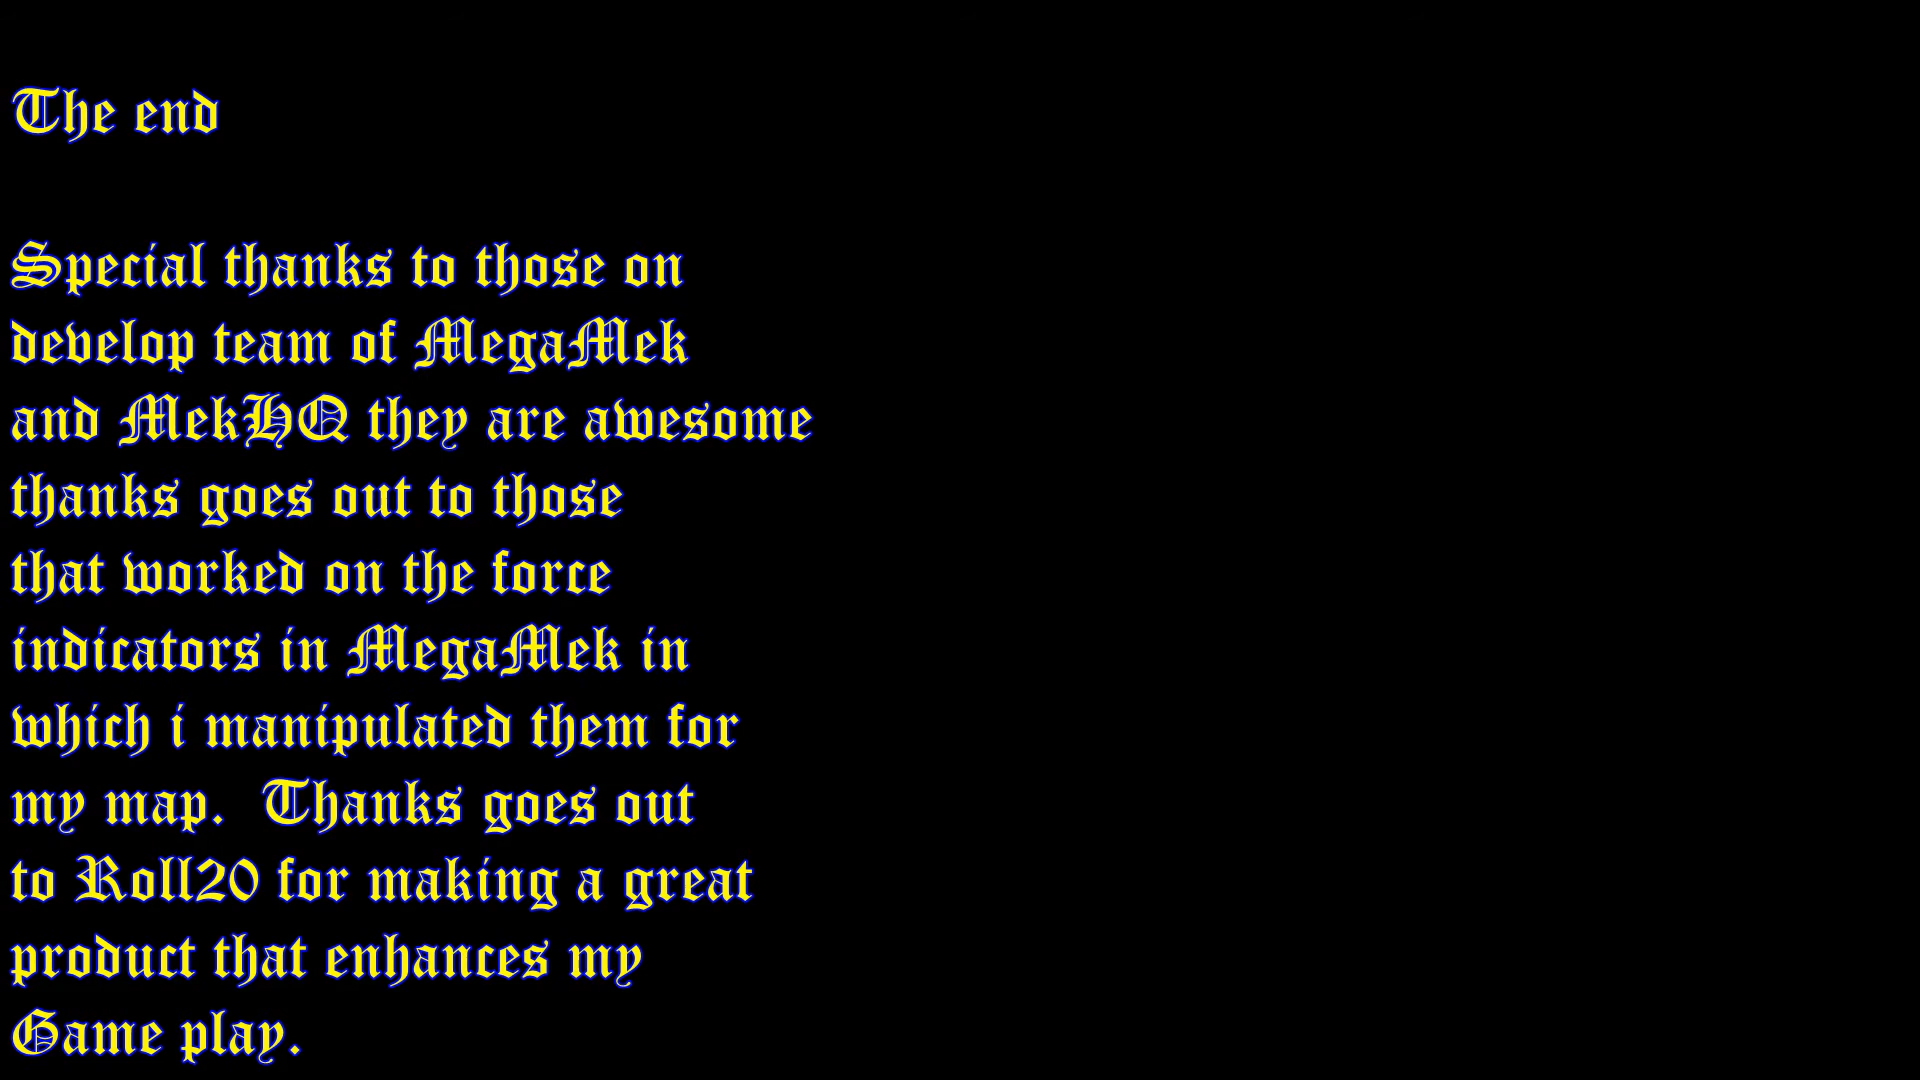 The end
Special thanks to those on
develop team of MegaMek
and MekHQ they are awesome
thanks goes out to those
that worked on the force
indicators in MegaMek in
which i manipulated them for
my map.  Thanks goes out
to Roll20 for making a great
product that enhances my
Game play.